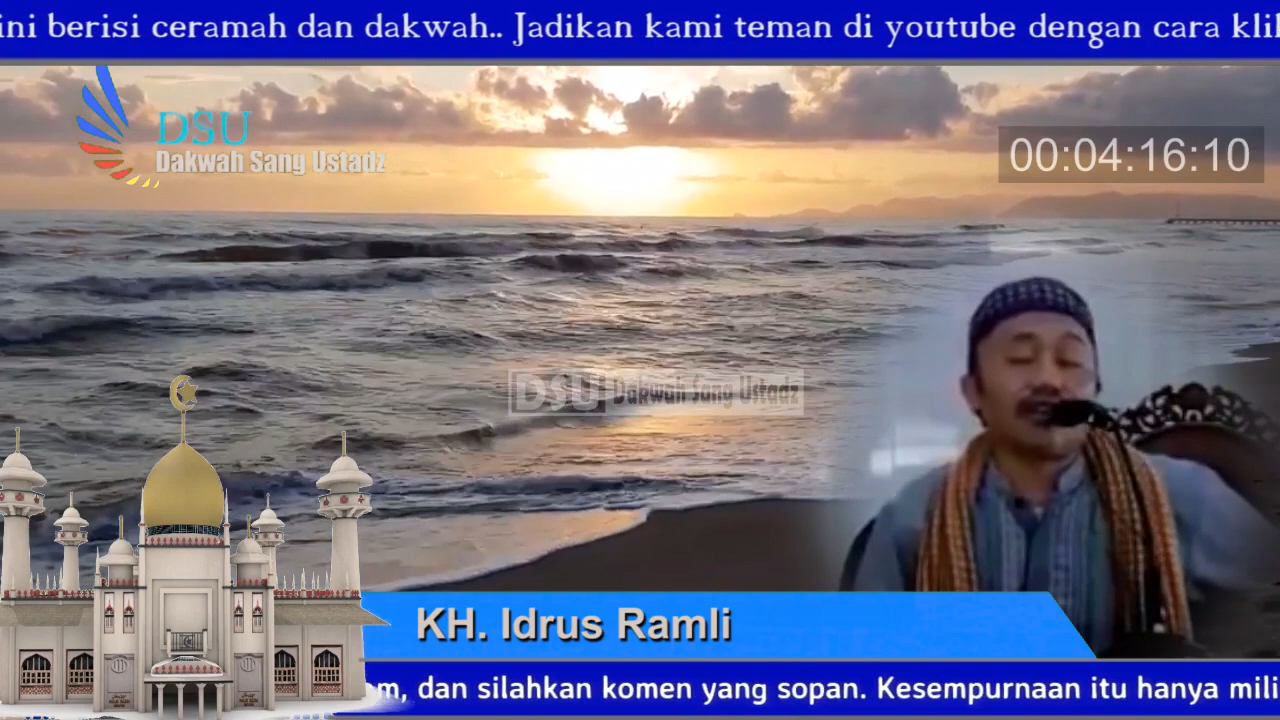 ini berisi ceramah dan dakwah.. Jadikan kami teman di youtube dengan cara klik
DSU
Dakwah Sang Ustadz
00:04:16:10
DSU Dakwah Sang Ustadz
KH. Idrus Ramli
m, dan silahkan komen yang sopan. Kesempurnaan itu hanya mili